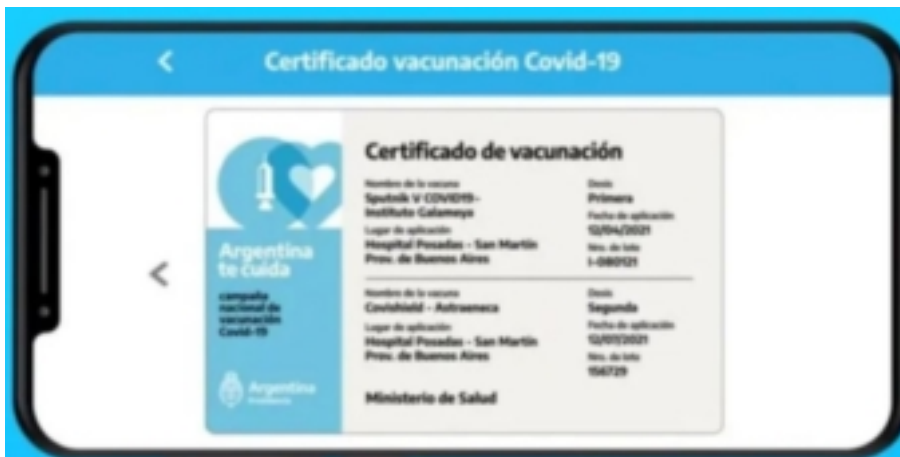 Certificado vacunación Covid-19
Argentina
te cuida
campaña
nacional de
vacunación
Covid-19
Argentina
Certificado de vacunación
Nombre de la vacuna
Sputnik V COVID19-
Instituto Galameya
Lugar de aplicación
Hospital Posadas - San Martín
Prov. de Buenos Aires
Dosis
Primera
Fecha de aplicación
12/04/2021
Nro. de lote
I-080121
Nombre de la vacuna
Covishield - Astraeneca
Lugar de aplicación
Hospital Posadas - San Martín
Prov. de Buenos Aires
Dosis
Segunda
Fecha de aplicación
12/07/2021
Nro. de lote
156729
Ministerio de Salud